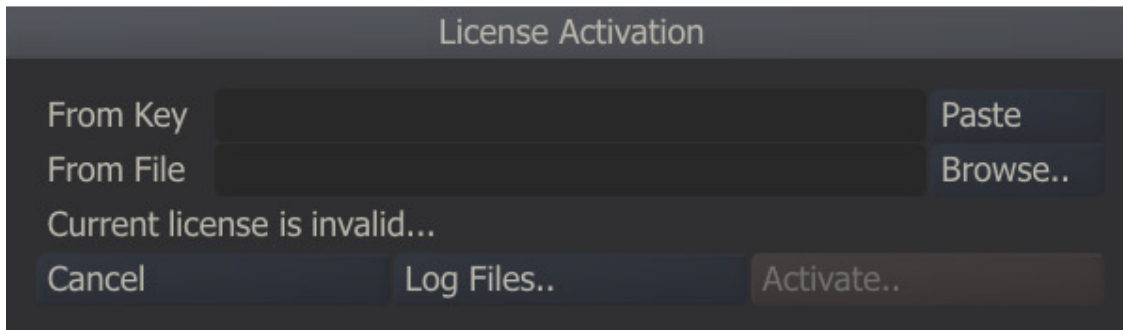 License Activation
From Key Paste
From File Browse..
Current license is invalid...
Cancel Log Files.. Activate..